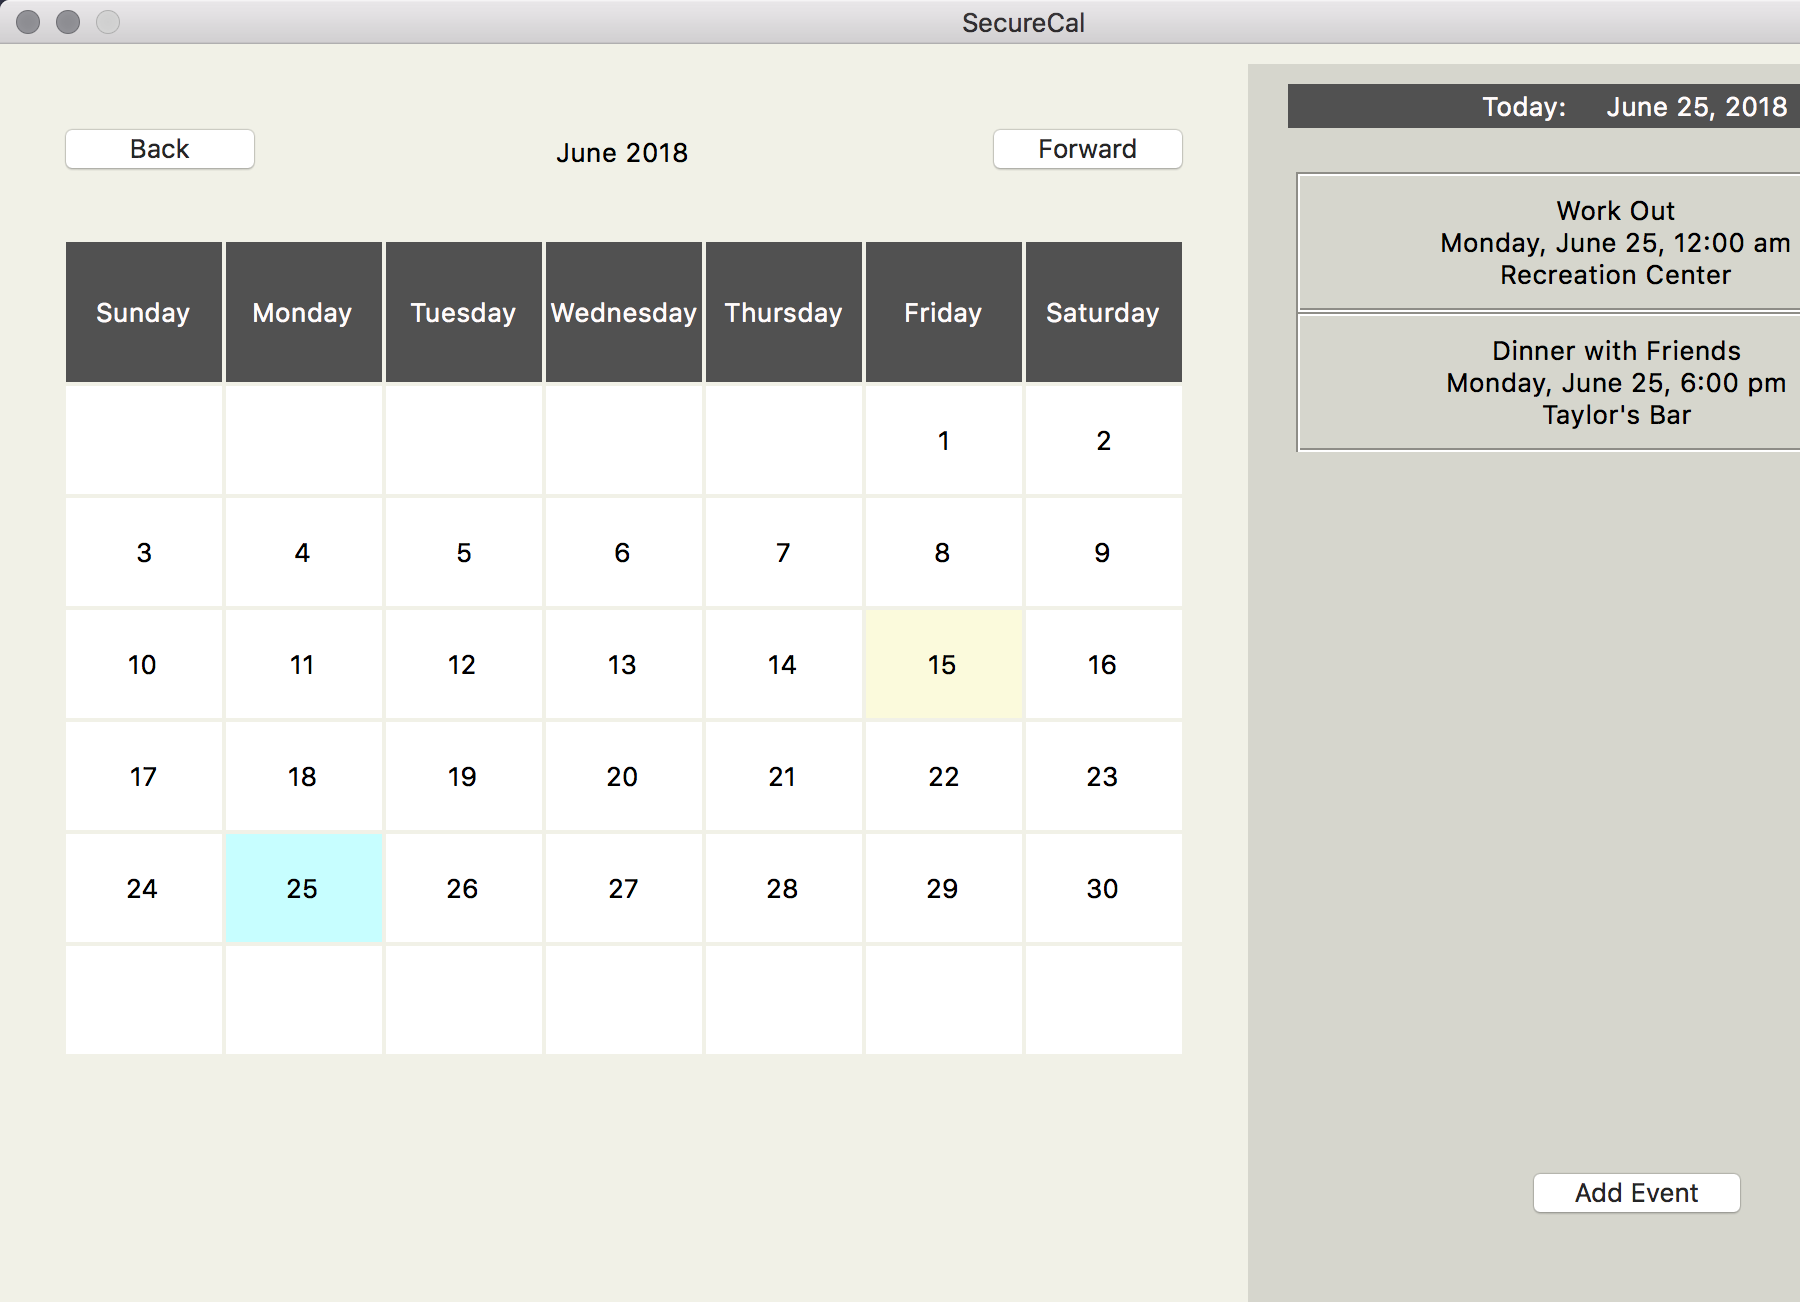 SecureCal
Back
June 2018
Forward
Sunday Monday Tuesday Wednesday Thursday Friday Saturday
1 2
3 4 5 6 7 8 9
10 11 12 13 14 15 16
17 18 19 20 21 22 23
24 25 26 27 28 29 30
Today: June 25, 2018
Work Out
Monday, June 25, 12:00 am
Recreation Center
Dinner with Friends
Monday, June 25, 6:00 pm
Taylor's Bar
Add Event